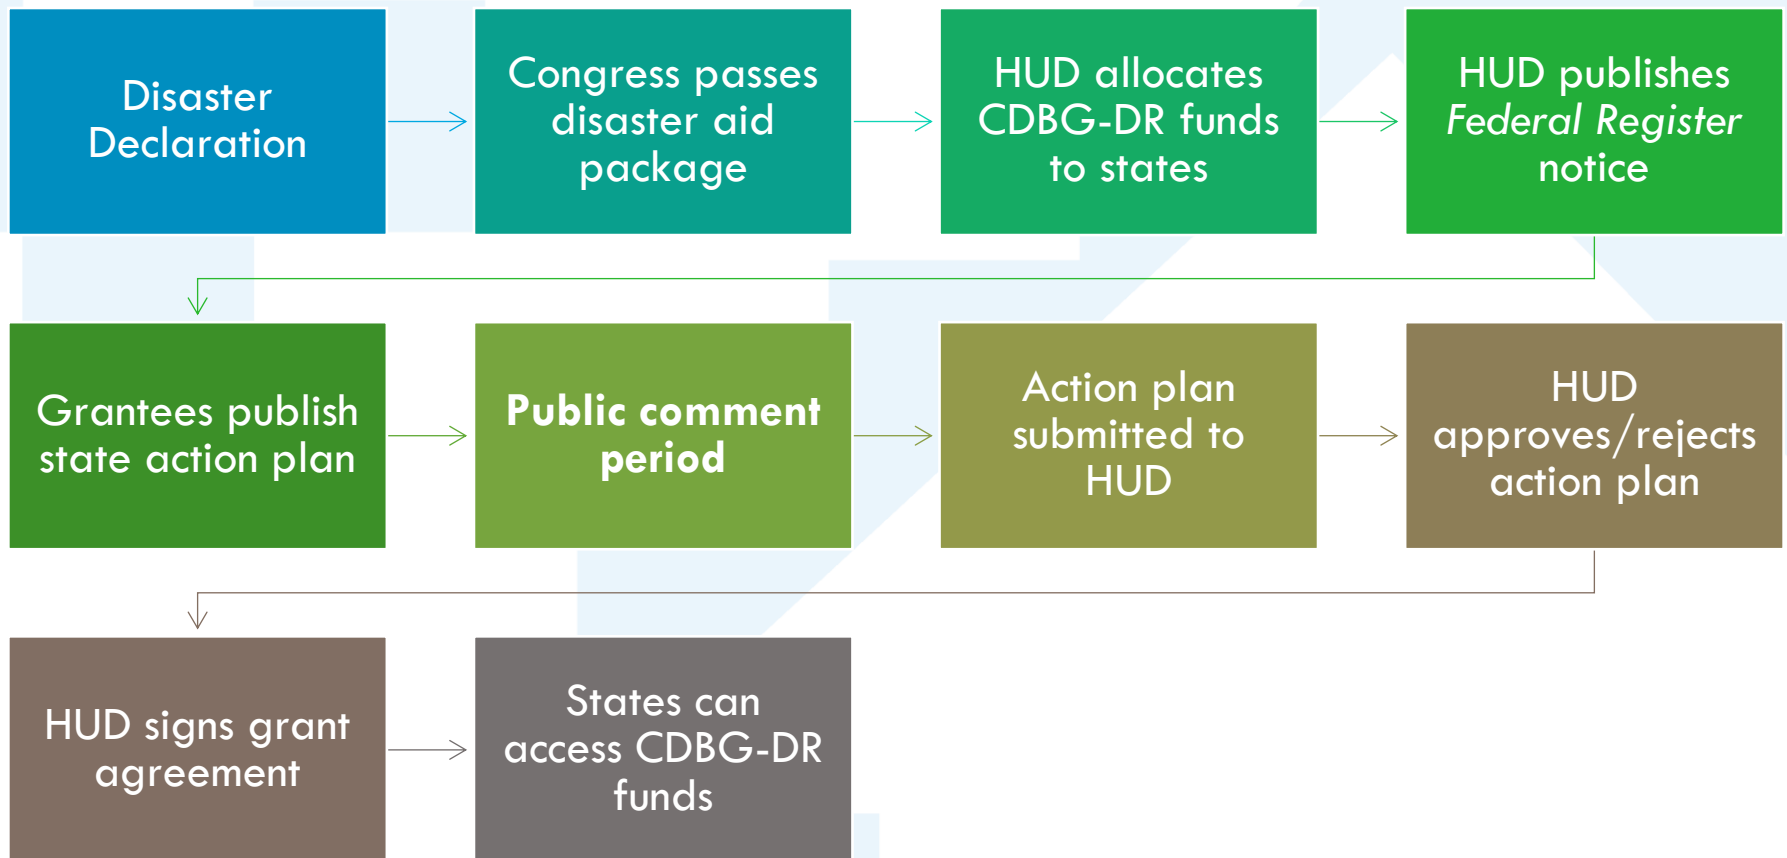 Disaster
Declaration
Congress passes
disaster aid
package
HUD allocates
CDBG-DR funds
to states
HUD publishes
Federal Register
notice
Grantees publish
state action plan
Public comment
period
Action plan
submitted to
HUD
HUD
approves/rejects
action plan
HUD signs grant
agreement
States can
access CDBG-DR
funds